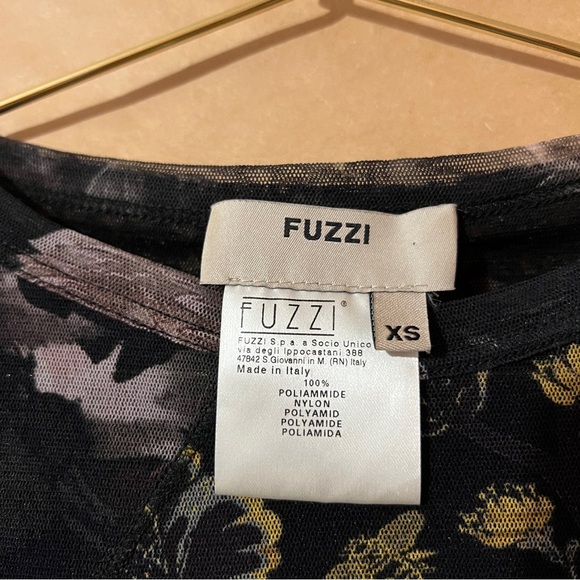 FUZZI
FUZZI®
XS
FUZZI S.p.a. a Socio Unico
via degli Ippocastani 388
47842 S.Giovanni in M. (RN) Italy
Made in Italy
100%
POLIAMMIDE
NYLON
POLYAMID
POLYAMIDE
POLIAMIDA